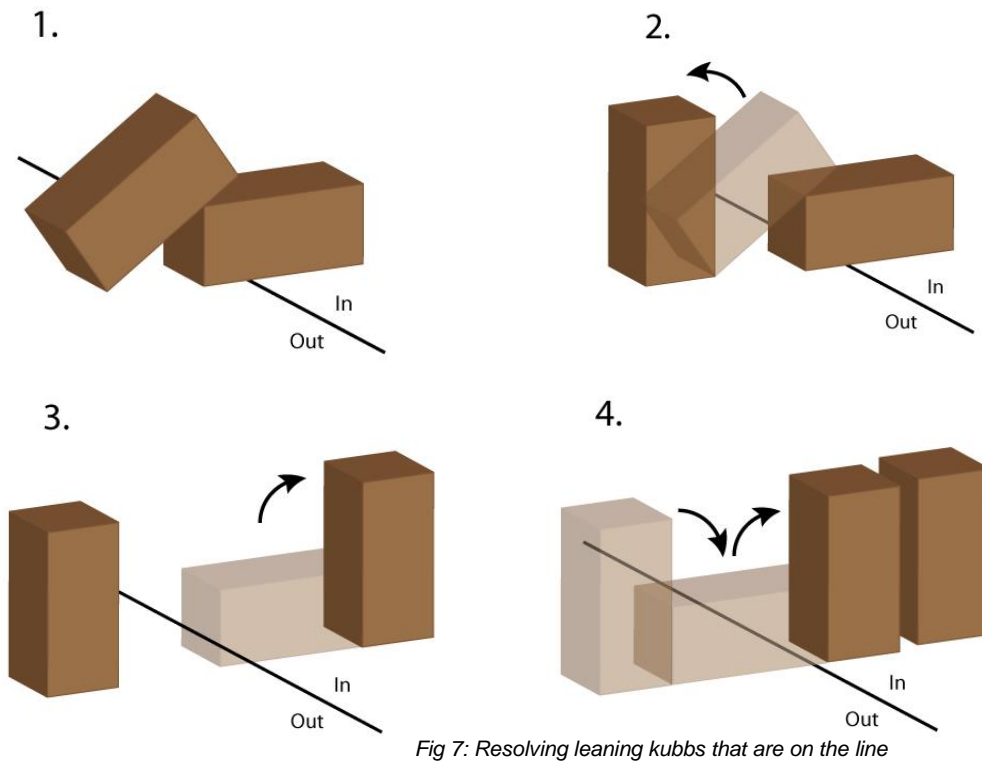 1.
2.
In
Out
In
Out
3.
4.
In
Out
In
Out
Fig 7: Resolving leaning kubbs that are on the line